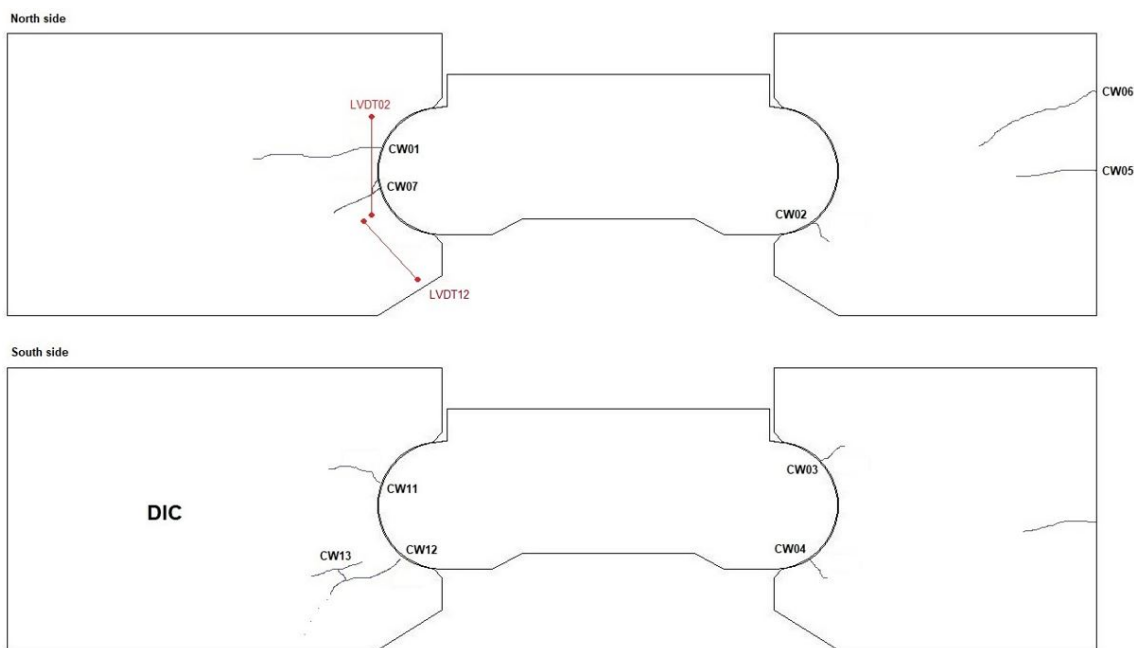 North side
LVDT02
CW06
CW01
CW05
CW07
CW02
LVDT12
South side
CW03
CW11
DIC
CW13
CW12
CW04